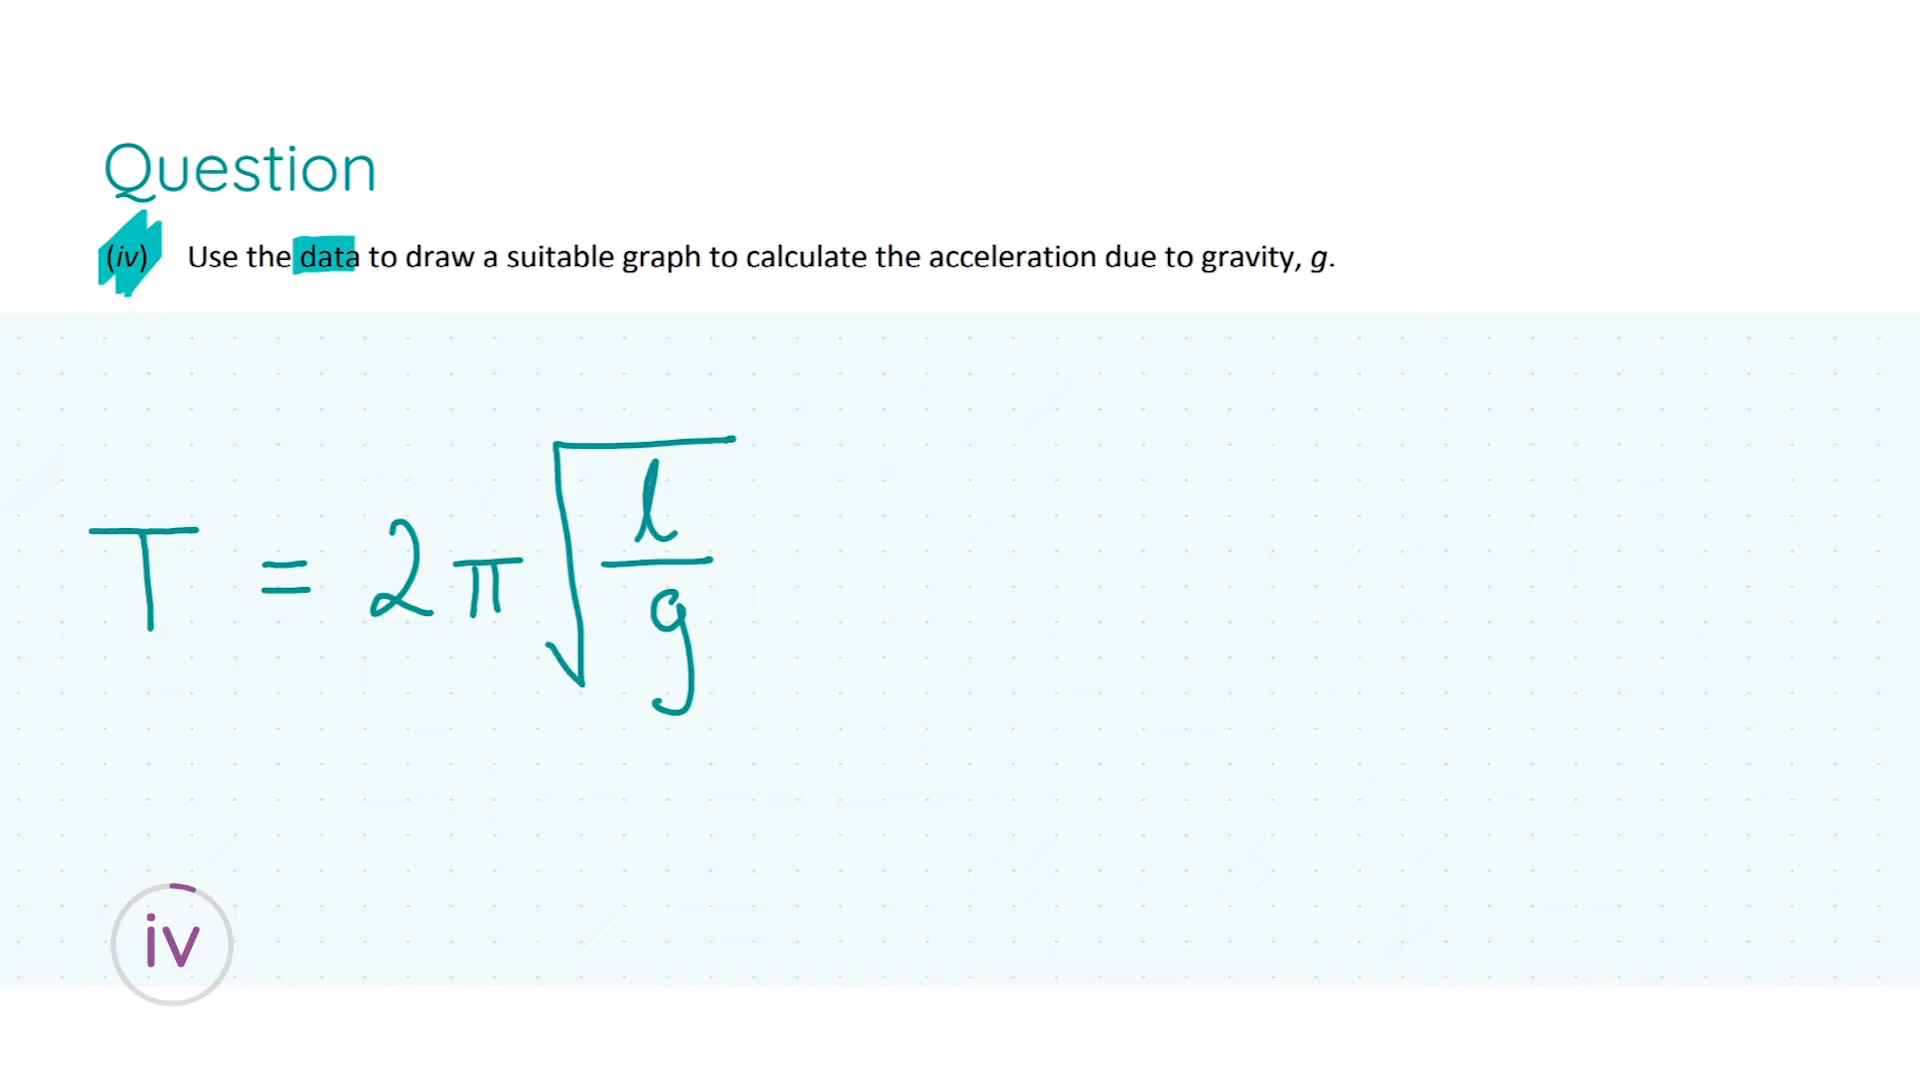 Question
(iv) Use the data to draw a suitable graph to calculate the acceleration due to gravity, g.
T = 2π√(l/g)
iv